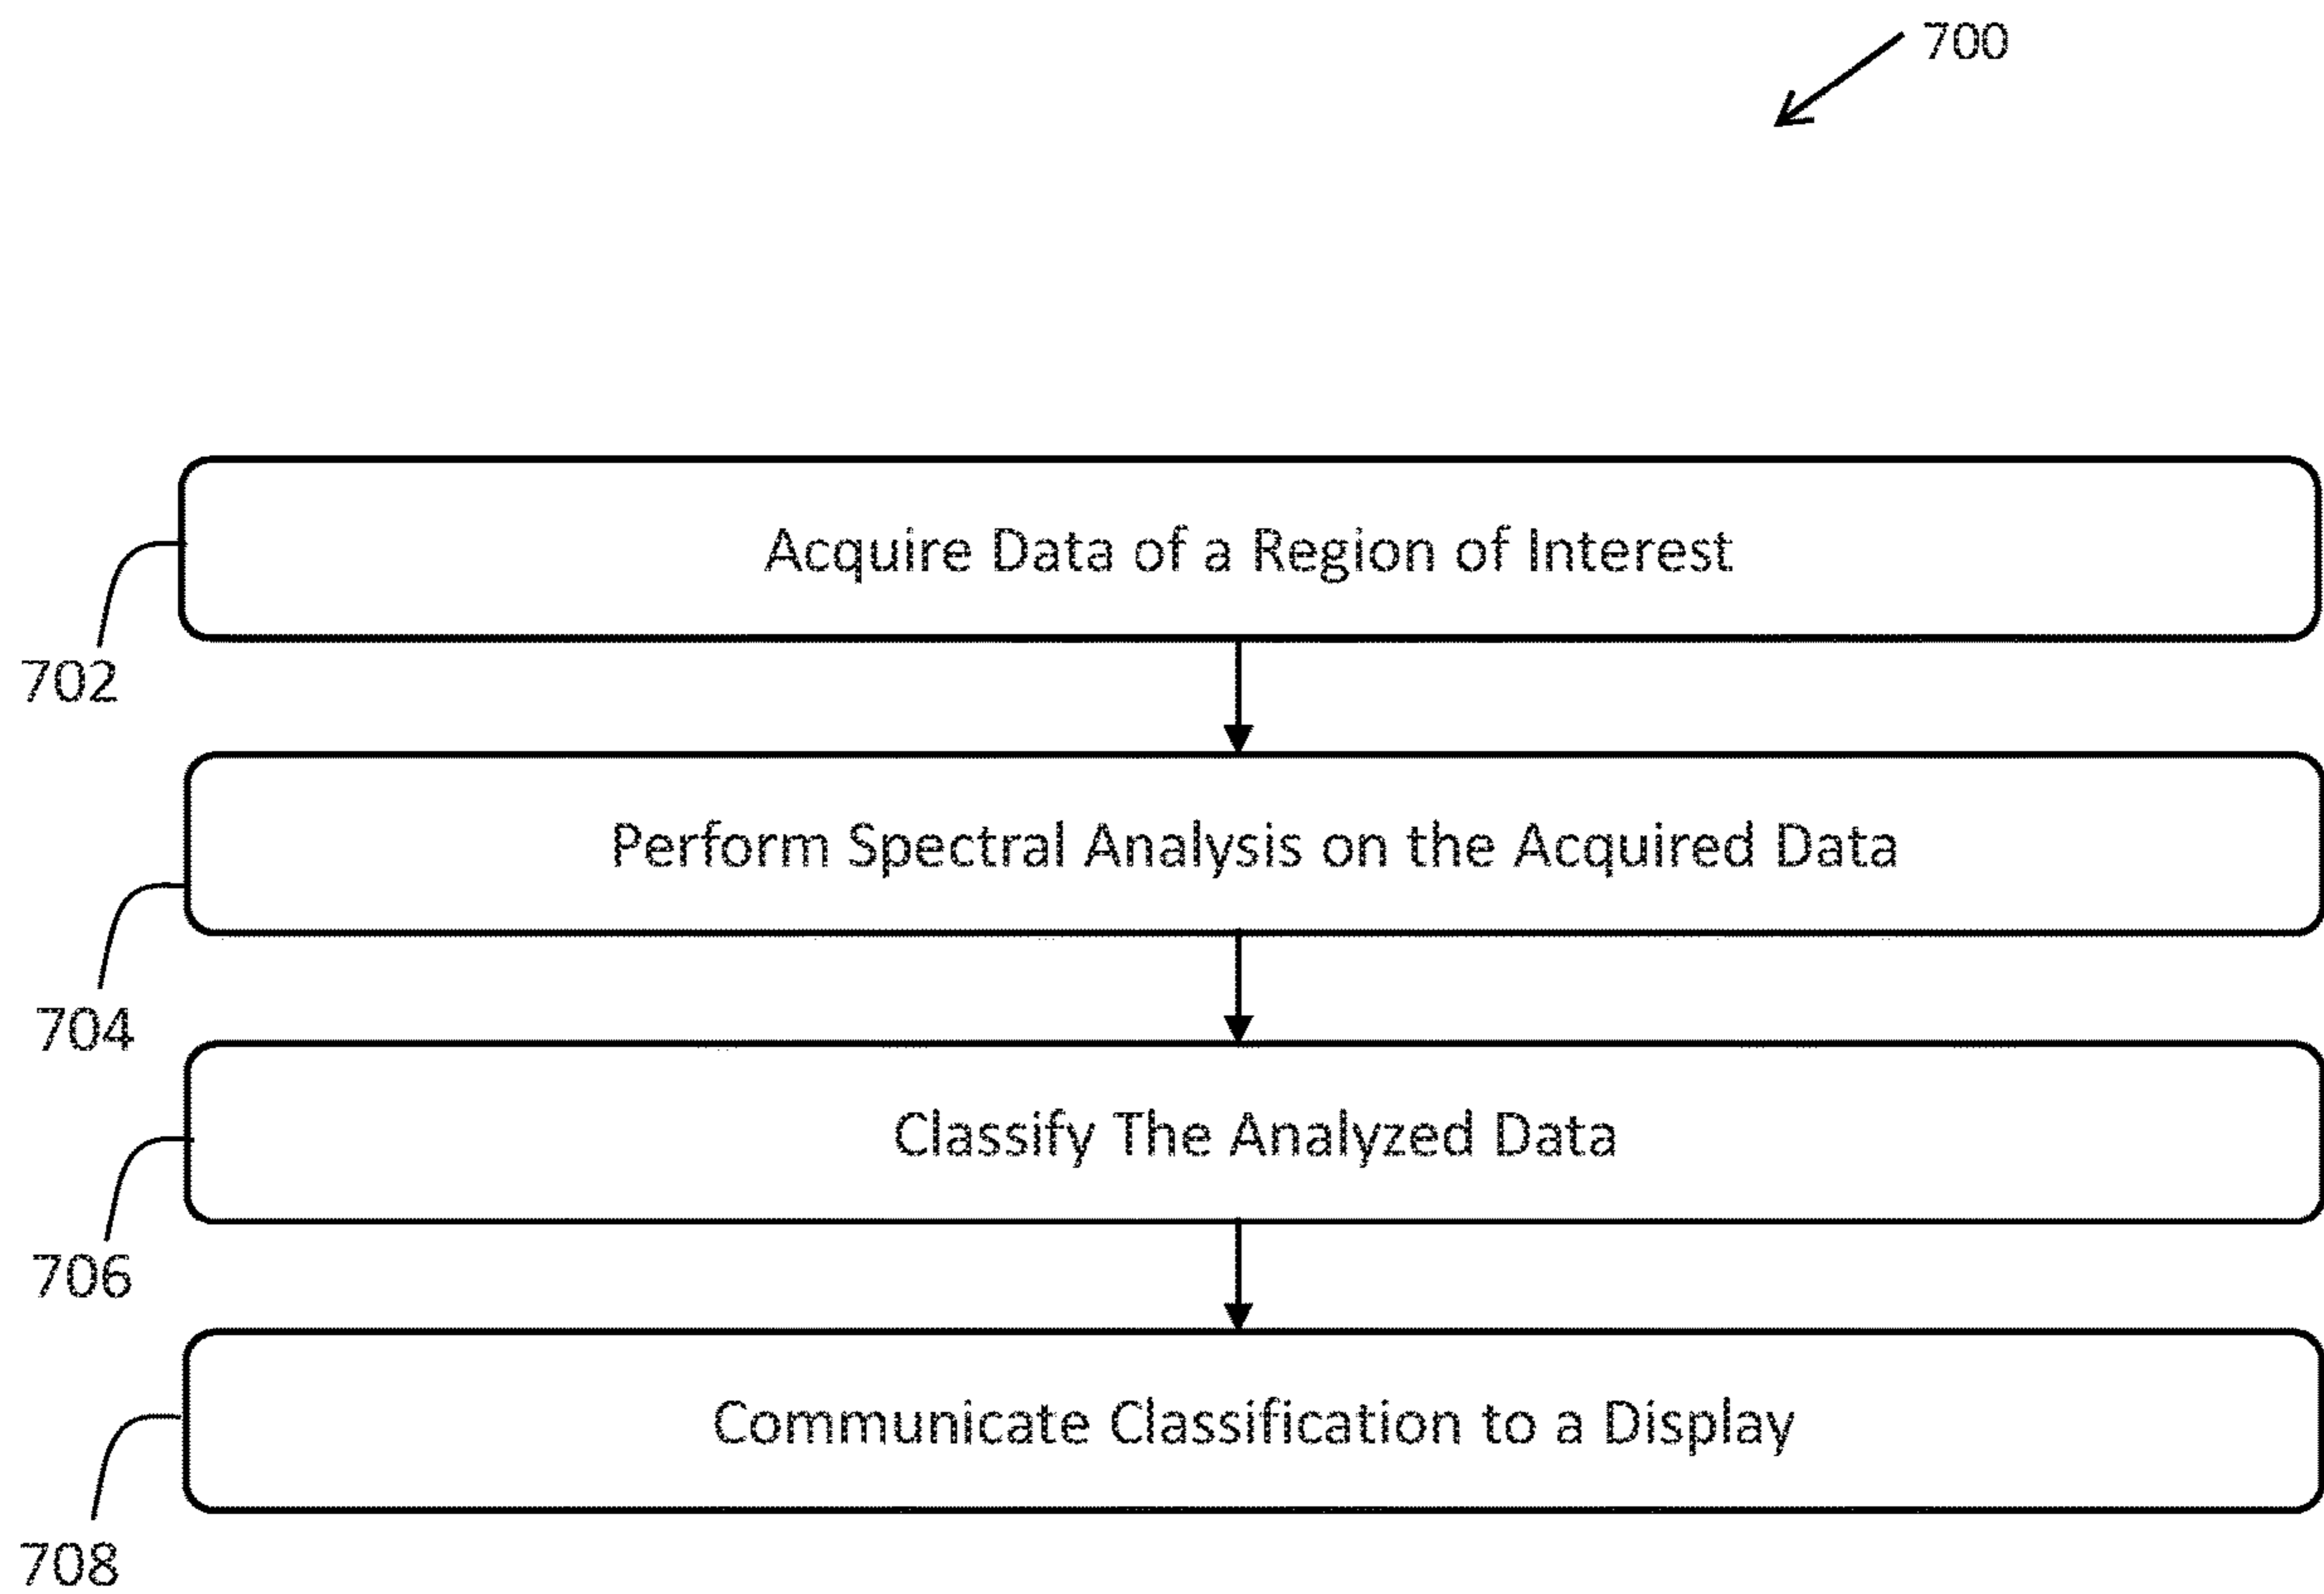 700
Acquire Data of a Region of Interest
702
Perform Spectral Analysis on the Acquired Data
704
Classify The Analyzed Data
706
Communicate Classification to a Display
708